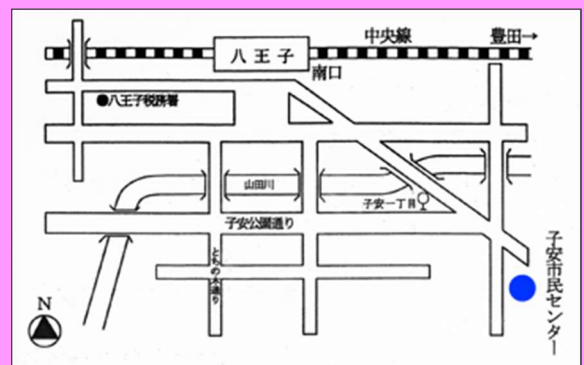 中央線
豊田→
八王子
南口
●八王子税務署
山田川
子安一丁目
子安公園通り
とちの木通り
子安市民センター
N